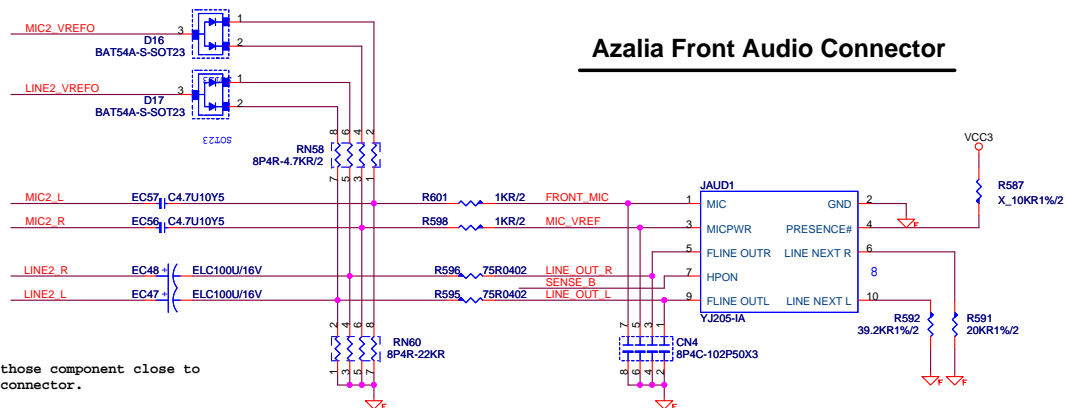 Azalia Front Audio Connector
MIC2_VREFO
3
1
2
D16
BAT54A-S-SOT23
LINE2_VREFO
3
1
2
SOT23
D17
BAT54A-S-SOT23
SOT23
RN58
8P4R-4.7KR/2
8 6 4 2
7 5 3 1
VCC3
R587
X_10KR1%/2
MIC2_L
EC57
C4.7U10Y5
R601
1KR/2
FRONT_MIC
MIC2_R
EC56
C4.7U10Y5
R598
1KR/2
MIC_VREF
LINE2_R
EC48
+
ELC100U/16V
R596
75R0402
LINE_OUT_R
SENSE_B
LINE2_L
EC47
+
ELC100U/16V
R595
75R0402
LINE_OUT_L
JAUD1
1 MIC GND 2
3 MICPWR PRESENCE# 4
5 FLINE OUTR LINE NEXT R 6
7 HPON 8
9 FLINE OUTL LINE NEXT L 10
YJ205-IA
F
R592
39.2KR1%/2
R591
20KR1%/2
F F
2 4 6 8
RN60
8P4R-22KR
1 3 5 7
F
7 5 3 1
CN4
8P4C-102P50X3
8 6 4 2
F
those component close to
connector.